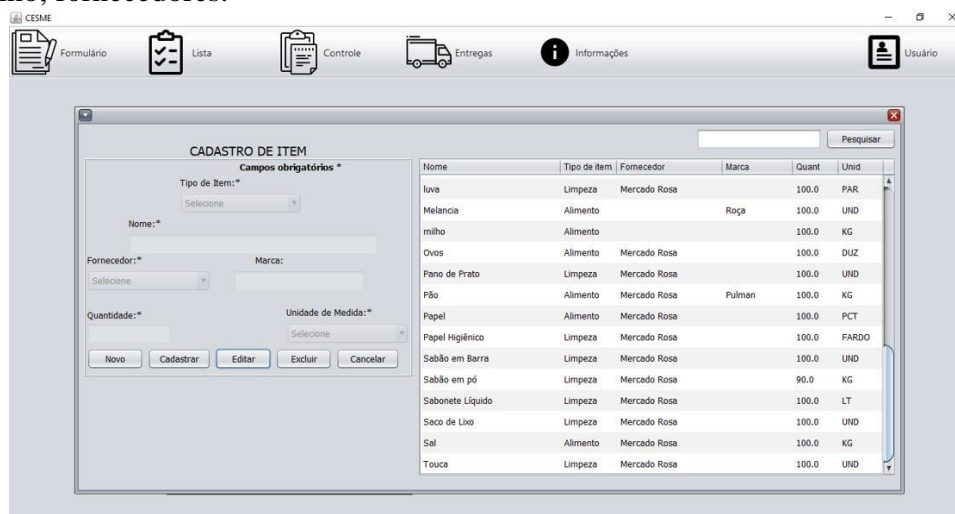 fornecedores.
CESME
Formulário Lista Controle Entregas Informações Usuário
Pesquisar
CADASTRO DE ITEM
Campos obrigatórios *
Tipo de Item:*
Selecione
Nome:*
Fornecedor:* Marca:
Selecione
Quantidade:* Unidade de Medida:*
Selecione
Novo Cadastrar Editar Excluir Cancelar
Nome Tipo de item Fornecedor Marca Quant Unid
luva Limpeza Mercado Rosa 100.0 PAR
Melancia Alimento Roça 100.0 UND
milho Alimento 100.0 KG
Ovos Alimento Mercado Rosa 100.0 DUZ
Pano de Prato Limpeza Mercado Rosa 100.0 UND
Pão Alimento Mercado Rosa Pulman 100.0 KG
Papel Alimento Mercado Rosa 100.0 PCT
Papel Higiênico Limpeza Mercado Rosa 100.0 FARDO
Sabão em Barra Limpeza Mercado Rosa 100.0 UND
Sabão em pó Limpeza Mercado Rosa 90.0 KG
Sabonete Líquido Limpeza Mercado Rosa 100.0 LT
Saco de Lixo Limpeza Mercado Rosa 100.0 UND
Sal Alimento Mercado Rosa 100.0 KG
Touca Limpeza Mercado Rosa 100.0 UND